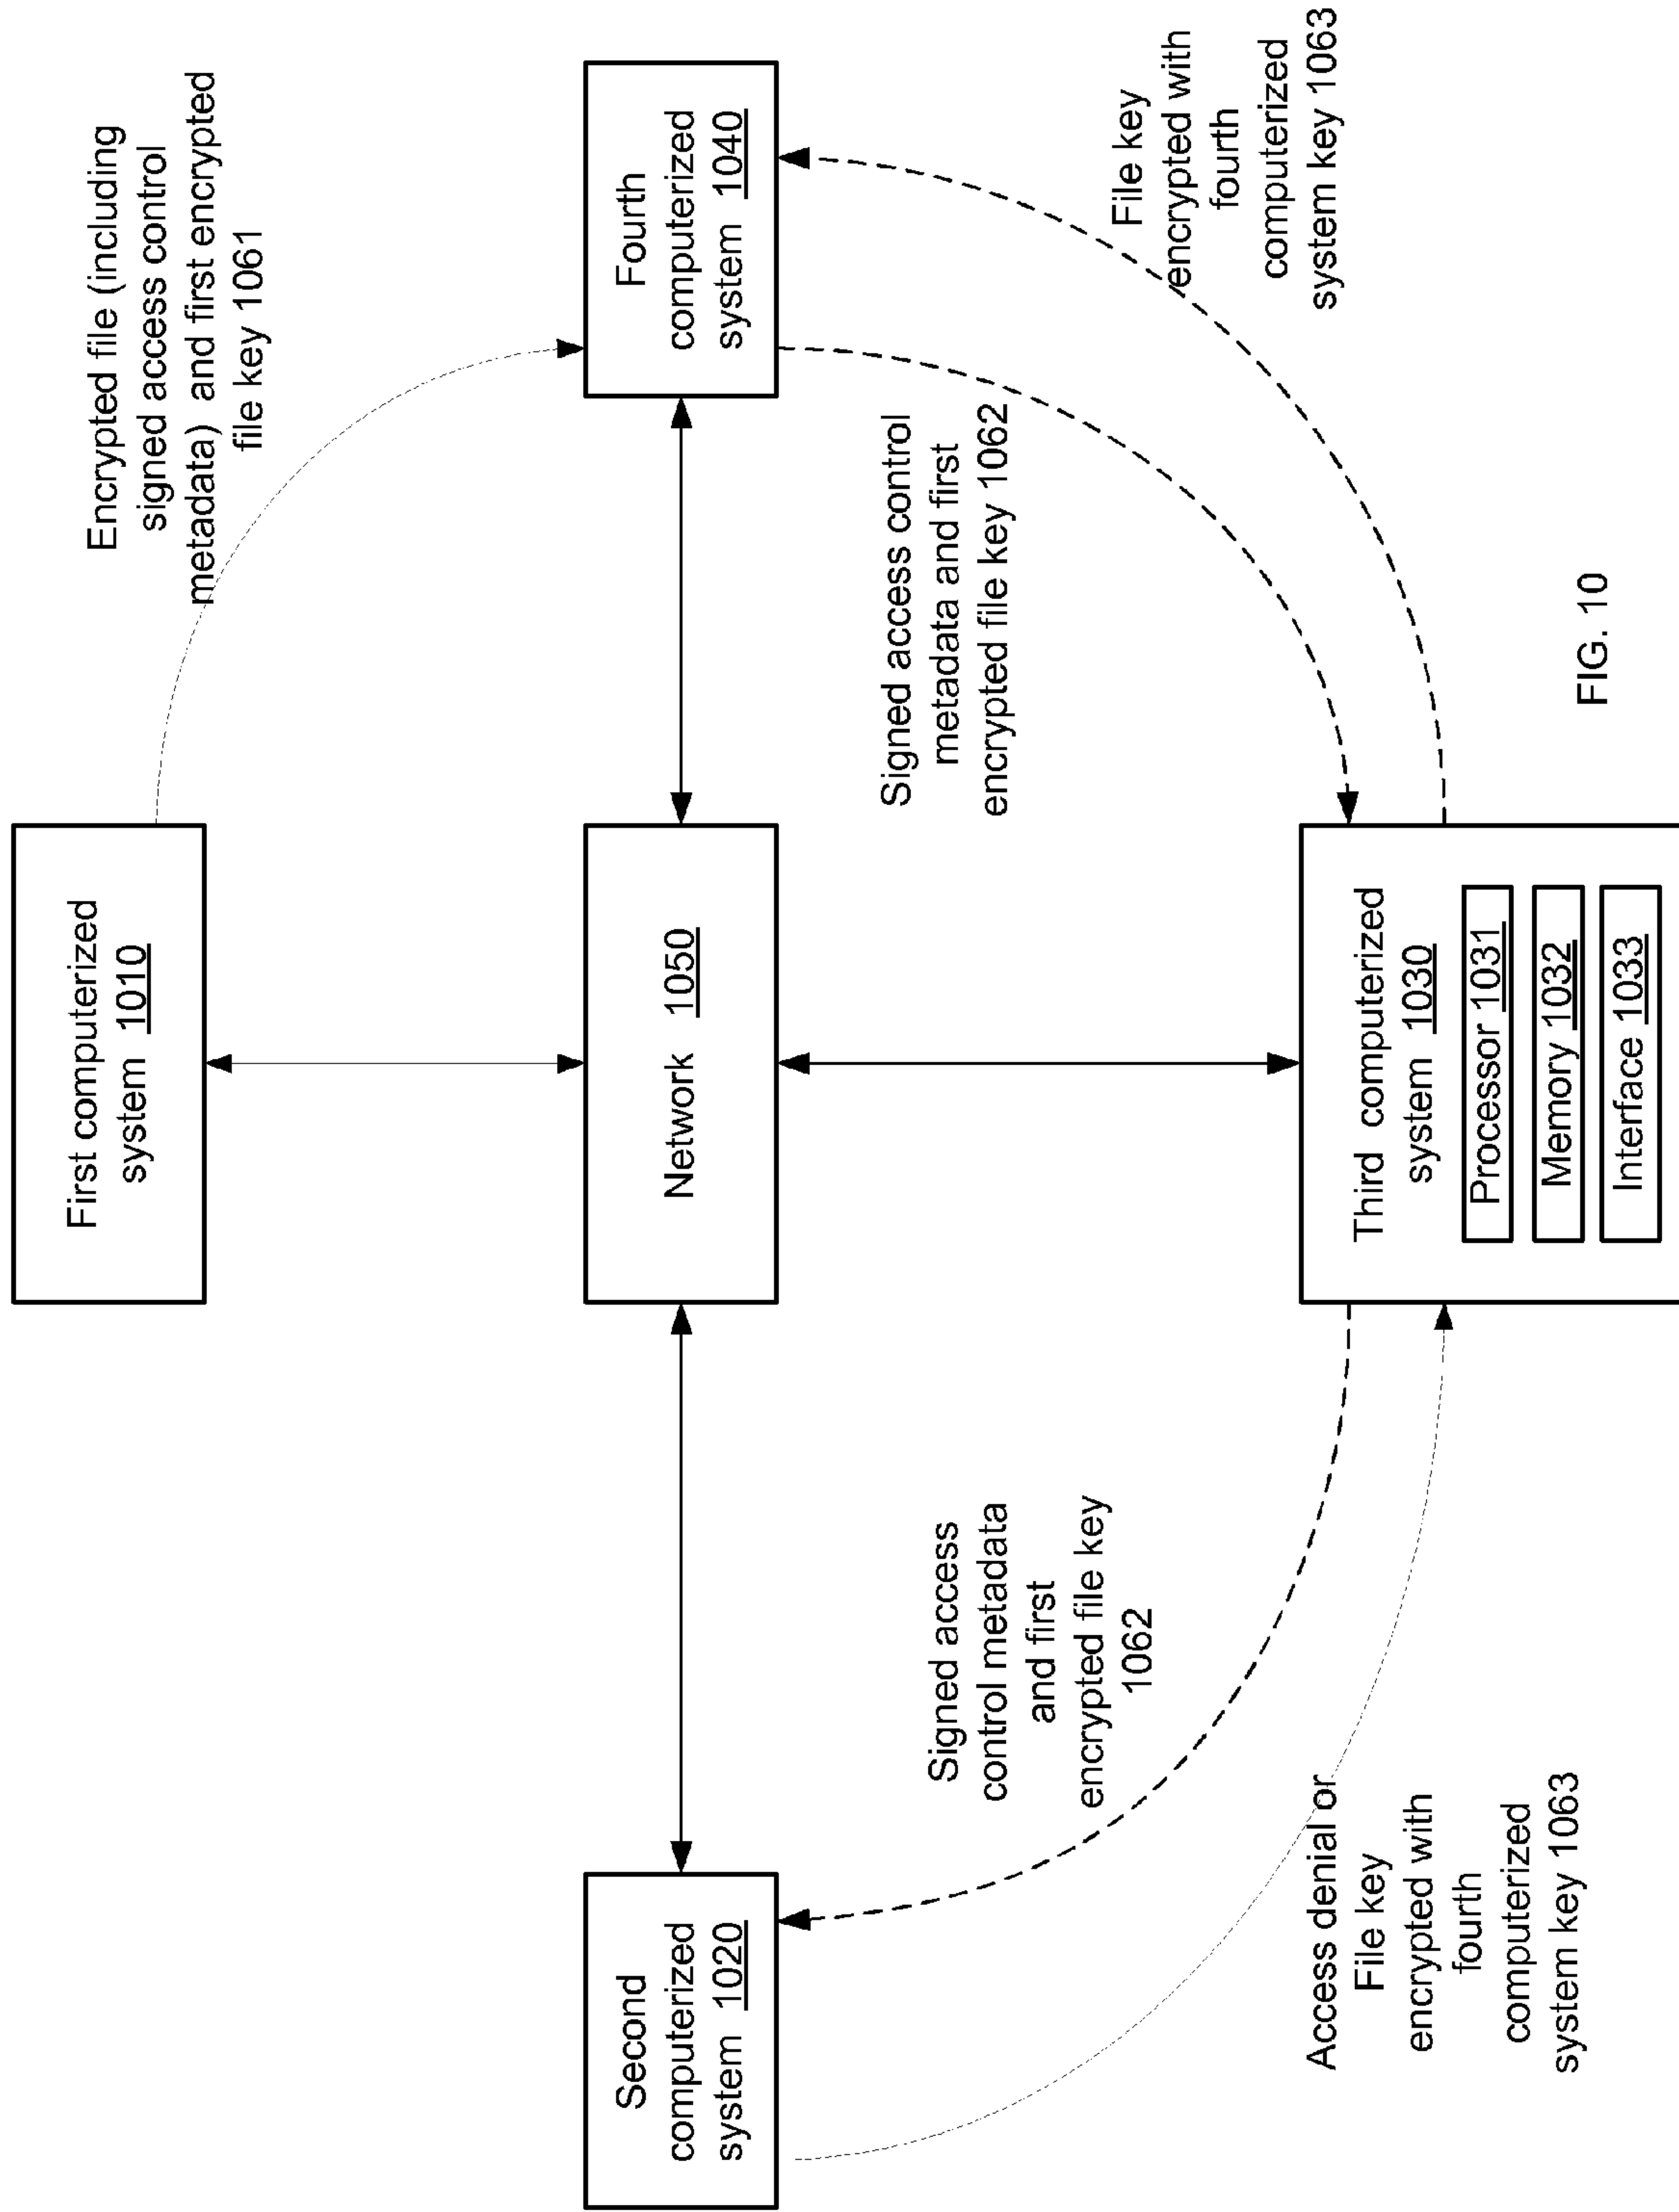 First computerized
system 1010
Encrypted file (including
signed access control
metadata) and first encrypted
file key 1061
Second
computerized
system 1020
Network 1050
Fourth
computerized
system 1040
Signed access
control metadata
and first
encrypted file key
1062
Signed access control
metadata and first
encrypted file key 1062
Access denial or
File key
encrypted with
fourth
computerized
system key 1063
File key
encrypted with
fourth
computerized
system key 1063
Third computerized
system 1030
Processor 1031
Memory 1032
Interface 1033
FIG. 10